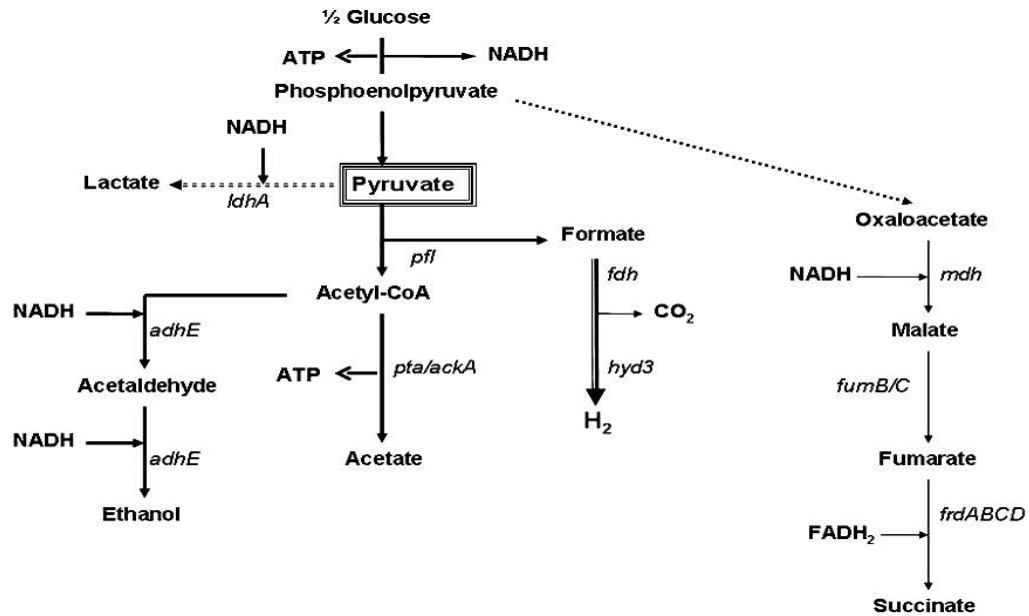 ½ Glucose
ATP
NADH
Phosphoenolpyruvate
NADH
Lactate
ldhA
Pyruvate
Oxaloacetate
Formate
pfl
fdh
NADH
mdh
Acetyl-CoA
NADH
adhE
CO₂
Malate
ATP
pta/ackA
hyd3
Acetaldehyde
fumB/C
H₂
NADH
adhE
Acetate
Fumarate
Ethanol
frdABCD
FADH₂
Succinate